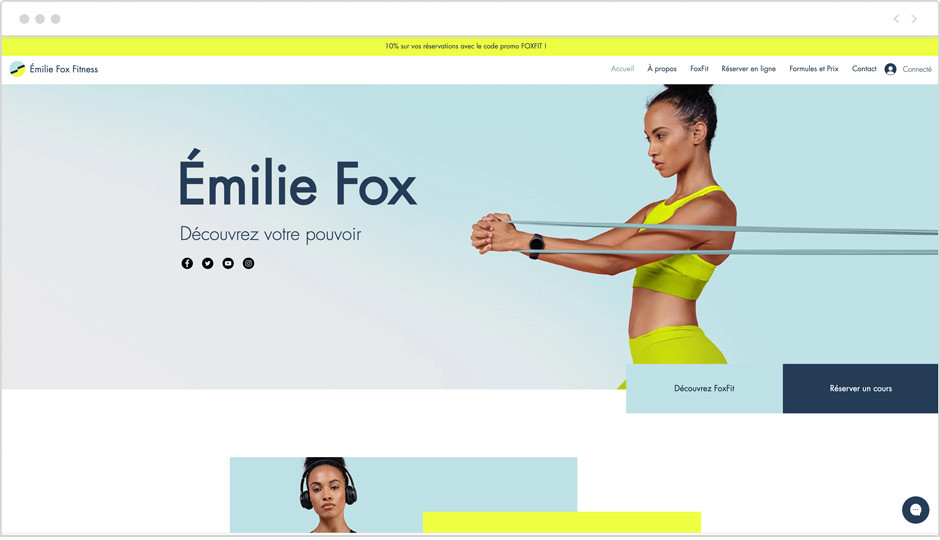 10% sur vos réservations avec le code promo FOXFIT !
Émilie Fox Fitness
Accueil
À propos
FoxFit
Réserver en ligne
Formules et Prix
Contact
Connecté
Émilie Fox
Découvrez votre pouvoir
Découvrez FoxFit
Réserver un cours